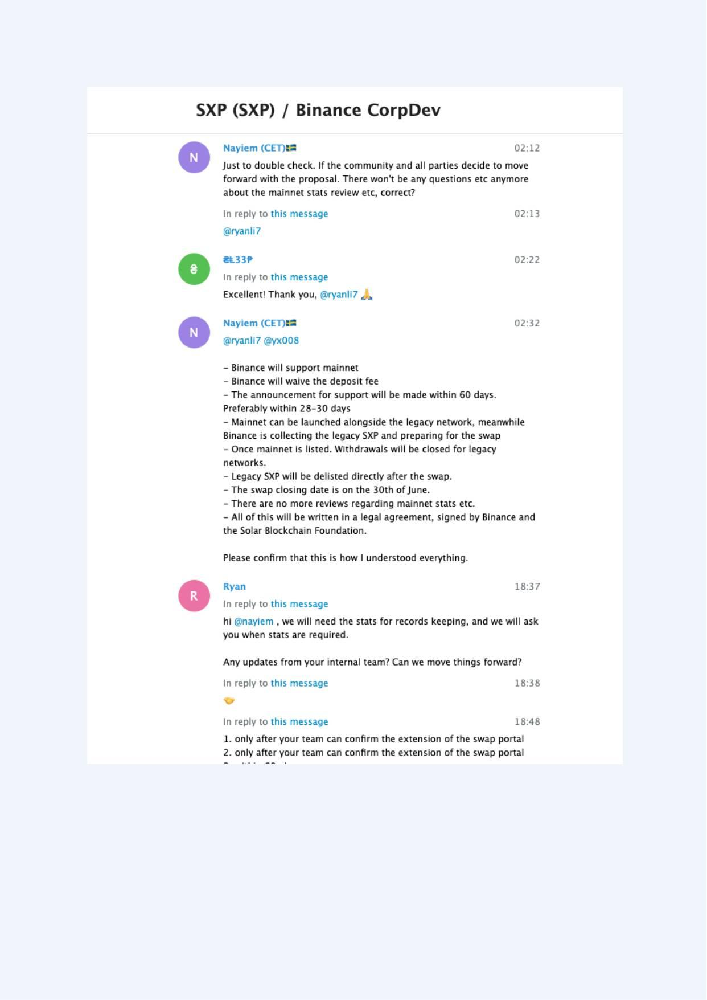 SXP (SXP) / Binance CorpDev
N
Nayiem (CET)🇸🇪
02:12
Just to double check. If the community and all parties decide to move
forward with the proposal. There won't be any questions etc anymore
about the mainnet stats review etc, correct?
In reply to this message
02:13
@ryanli7
₴
₴Ł33₱
02:22
In reply to this message
Excellent! Thank you, @ryanli7 🙏
N
Nayiem (CET)🇸🇪
02:32
@ryanli7 @yx008
– Binance will support mainnet
– Binance will waive the deposit fee
– The announcement for support will be made within 60 days.
Preferably within 28–30 days
– Mainnet can be launched alongside the legacy network, meanwhile
Binance is collecting the legacy SXP and preparing for the swap
– Once mainnet is listed. Withdrawals will be closed for legacy
networks.
– Legacy SXP will be delisted directly after the swap.
– The swap closing date is on the 30th of June.
– There are no more reviews regarding mainnet stats etc.
– All of this will be written in a legal agreement, signed by Binance and
the Solar Blockchain Foundation.
Please confirm that this is how I understood everything.
R
Ryan
18:37
In reply to this message
hi @nayiem , we will need the stats for records keeping, and we will ask
you when stats are required.
Any updates from your internal team? Can we move things forward?
In reply to this message
18:38
🤝
In reply to this message
18:48
1. only after your team can confirm the extension of the swap portal
2. only after your team can confirm the extension of the swap portal